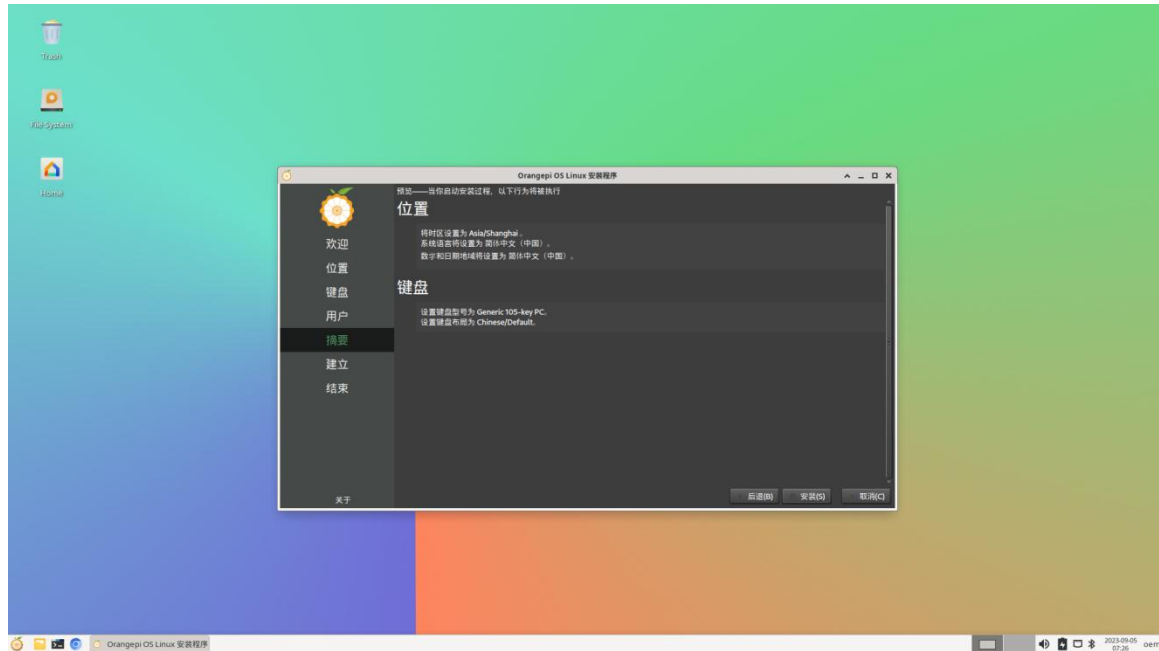 Trash
File System
Home
Orangepi OS Linux 安装程序
欢迎
位置
键盘
用户
摘要
建立
结束
关于
预览——当你启动安装过程，以下行为将被执行
位置
将时区设置为 Asia/Shanghai 。
系统语言将设置为 简体中文（中国）。
数字和日期地域将设置为 简体中文（中国）。
键盘
设置键盘型号为 Generic 105-key PC.
设置键盘布局为 Chinese/Default.
后退(B)
安装(S)
取消(C)
Orangepi OS Linux 安装程序
2023-09-05
07:26
oem